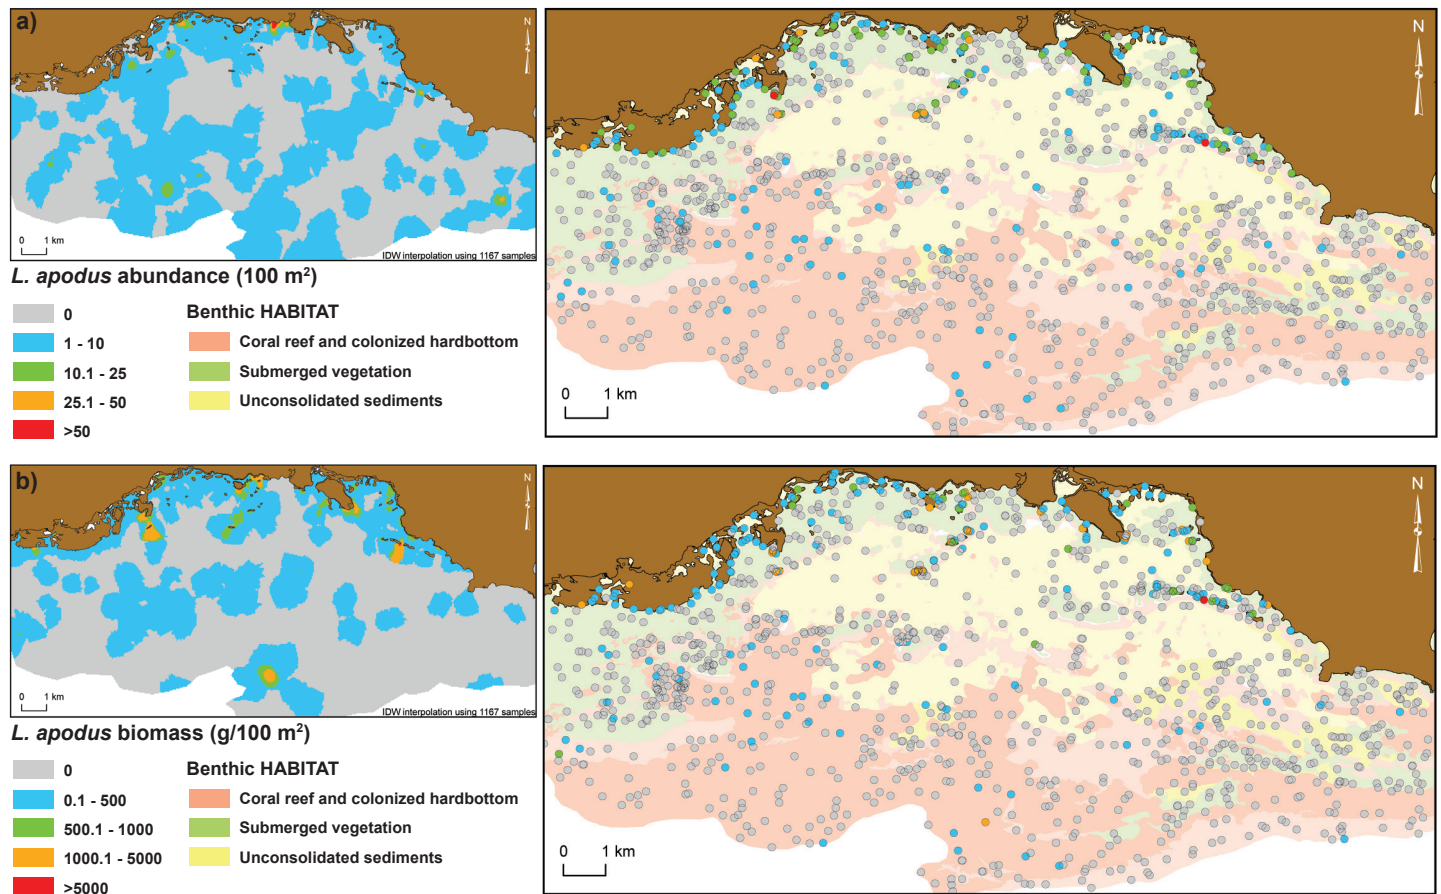 a)
N
N
0 1 km
IDW interpolation using 1167 samples
L. apodus abundance (100 m²)
0
Benthic HABITAT
1 - 10
Coral reef and colonized hardbottom
10.1 - 25
Submerged vegetation
25.1 - 50
Unconsolidated sediments
>50
0 1 km
b)
N
N
0 1 km
IDW interpolation using 1167 samples
L. apodus biomass (g/100 m²)
0
Benthic HABITAT
0.1 - 500
Coral reef and colonized hardbottom
500.1 - 1000
Submerged vegetation
1000.1 - 5000
Unconsolidated sediments
>5000
0 1 km